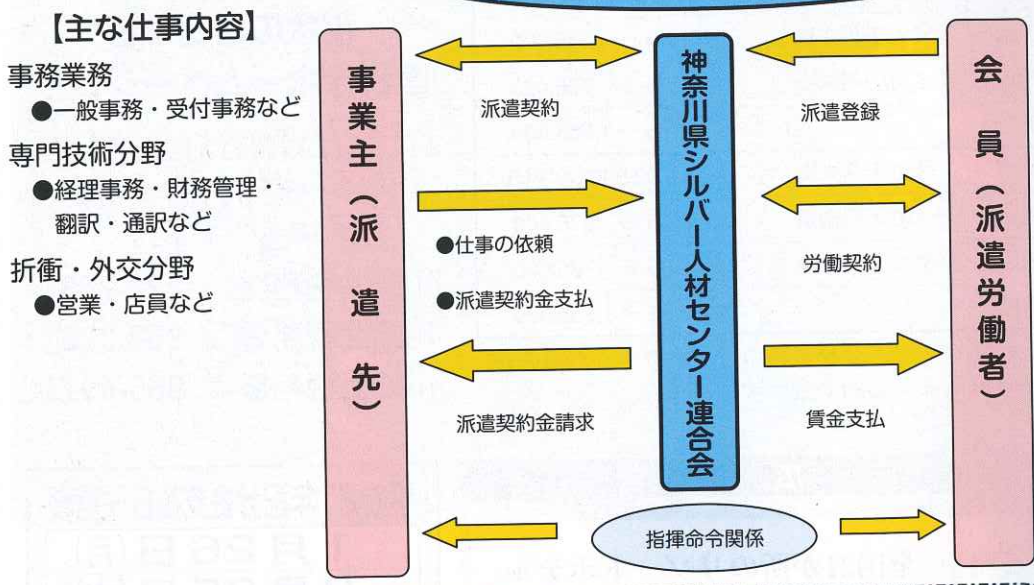 【主な仕事内容】
事務業務
●一般事務・受付事務など
専門技術分野
●経理事務・財務管理・
翻訳・通訳など
折衝・外交分野
●営業・店員など
事業主(派遣先)
派遣契約
●仕事の依頼
●派遣契約金支払
派遣契約金請求
神奈川県シルバー人材センター連合会
派遣登録
労働契約
賃金支払
会員(派遣労働者)
指揮命令関係